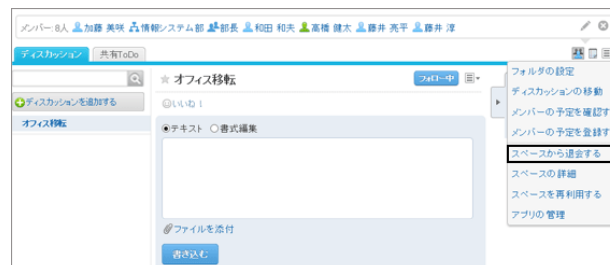 メンバー:8人 加藤 美咲 情報システム部 部長 和田 和夫 高橋 健太 藤井 亮平 藤井 淳
ディスカッション 共有ToDo
オフィス移転 フォロー中
ディスカッションを追加する
いいね!
オフィス移転
テキスト 書式編集
ファイルを添付
書き込む
フォルダの設定
ディスカッションの移動
メンバーの予定を確認す
メンバーの予定を登録す
スペースから退会する
スペースの詳細
スペースを再利用する
アプリの管理